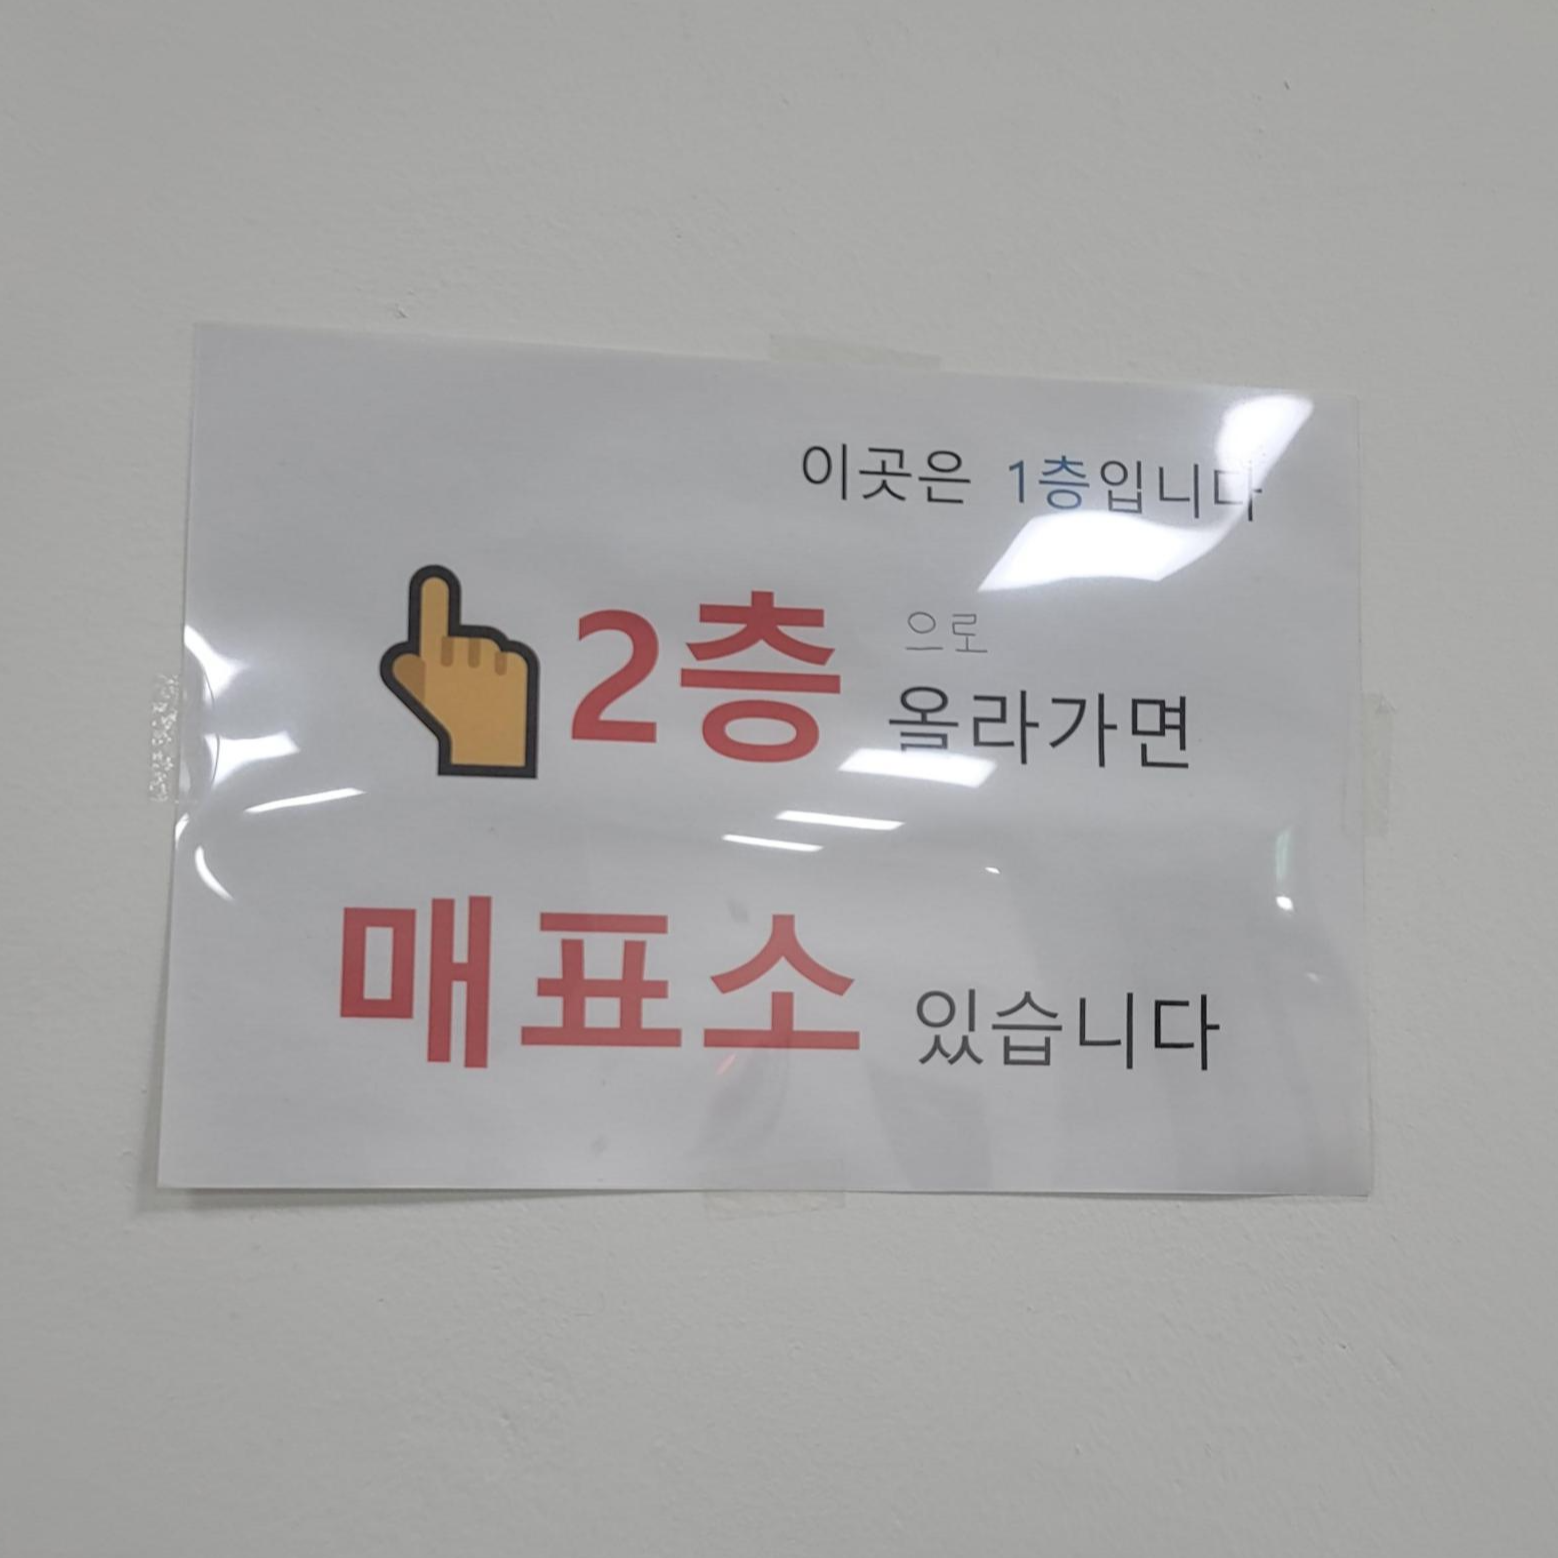 이곳은 1층입니다
2층으로 올라가면
매표소 있습니다